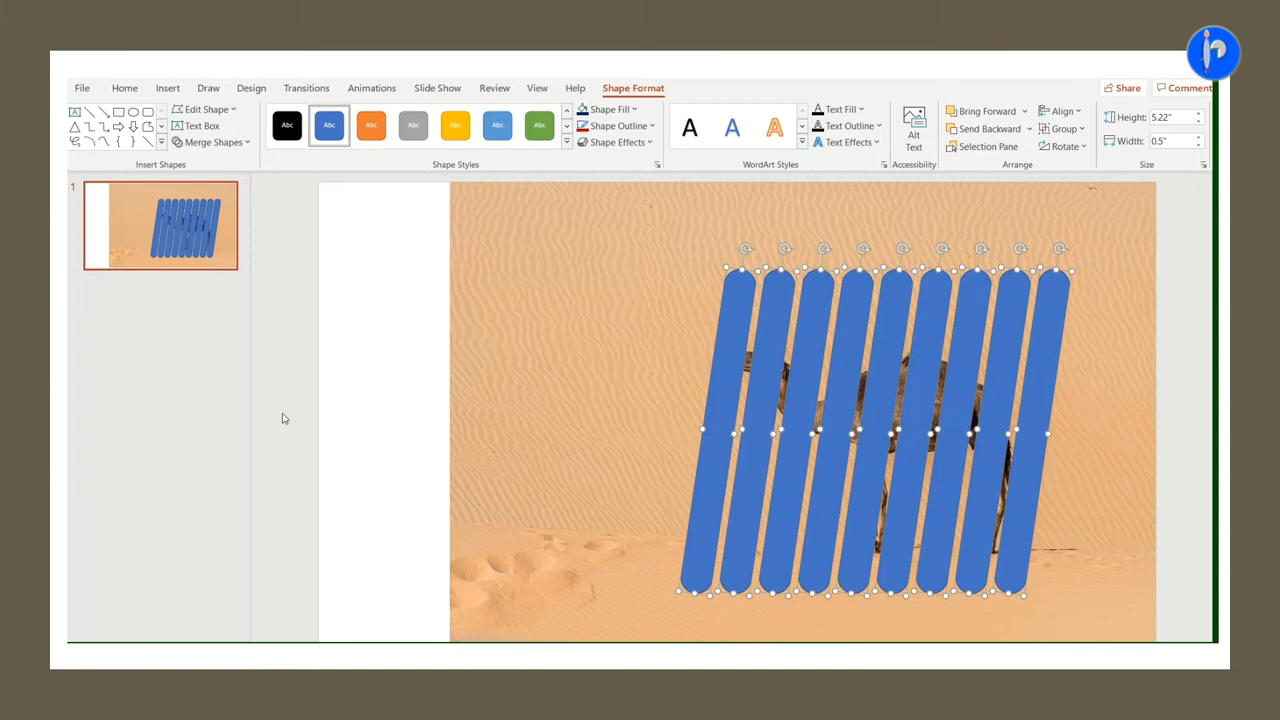 File Home Insert Draw Design Transitions Animations Slide Show Review View Help Shape Format Share Comment
Edit Shape Abc Abc Abc Abc Abc Abc Abc Shape Fill A A A Text Fill Bring Forward Align Height: 5.22"
Text Box Shape Outline Text Outline Alt Text Send Backward Group Width: 0.5"
Merge Shapes Shape Effects Text Effects Selection Pane Rotate
Insert Shapes Shape Styles WordArt Styles Accessibility Arrange Size
1